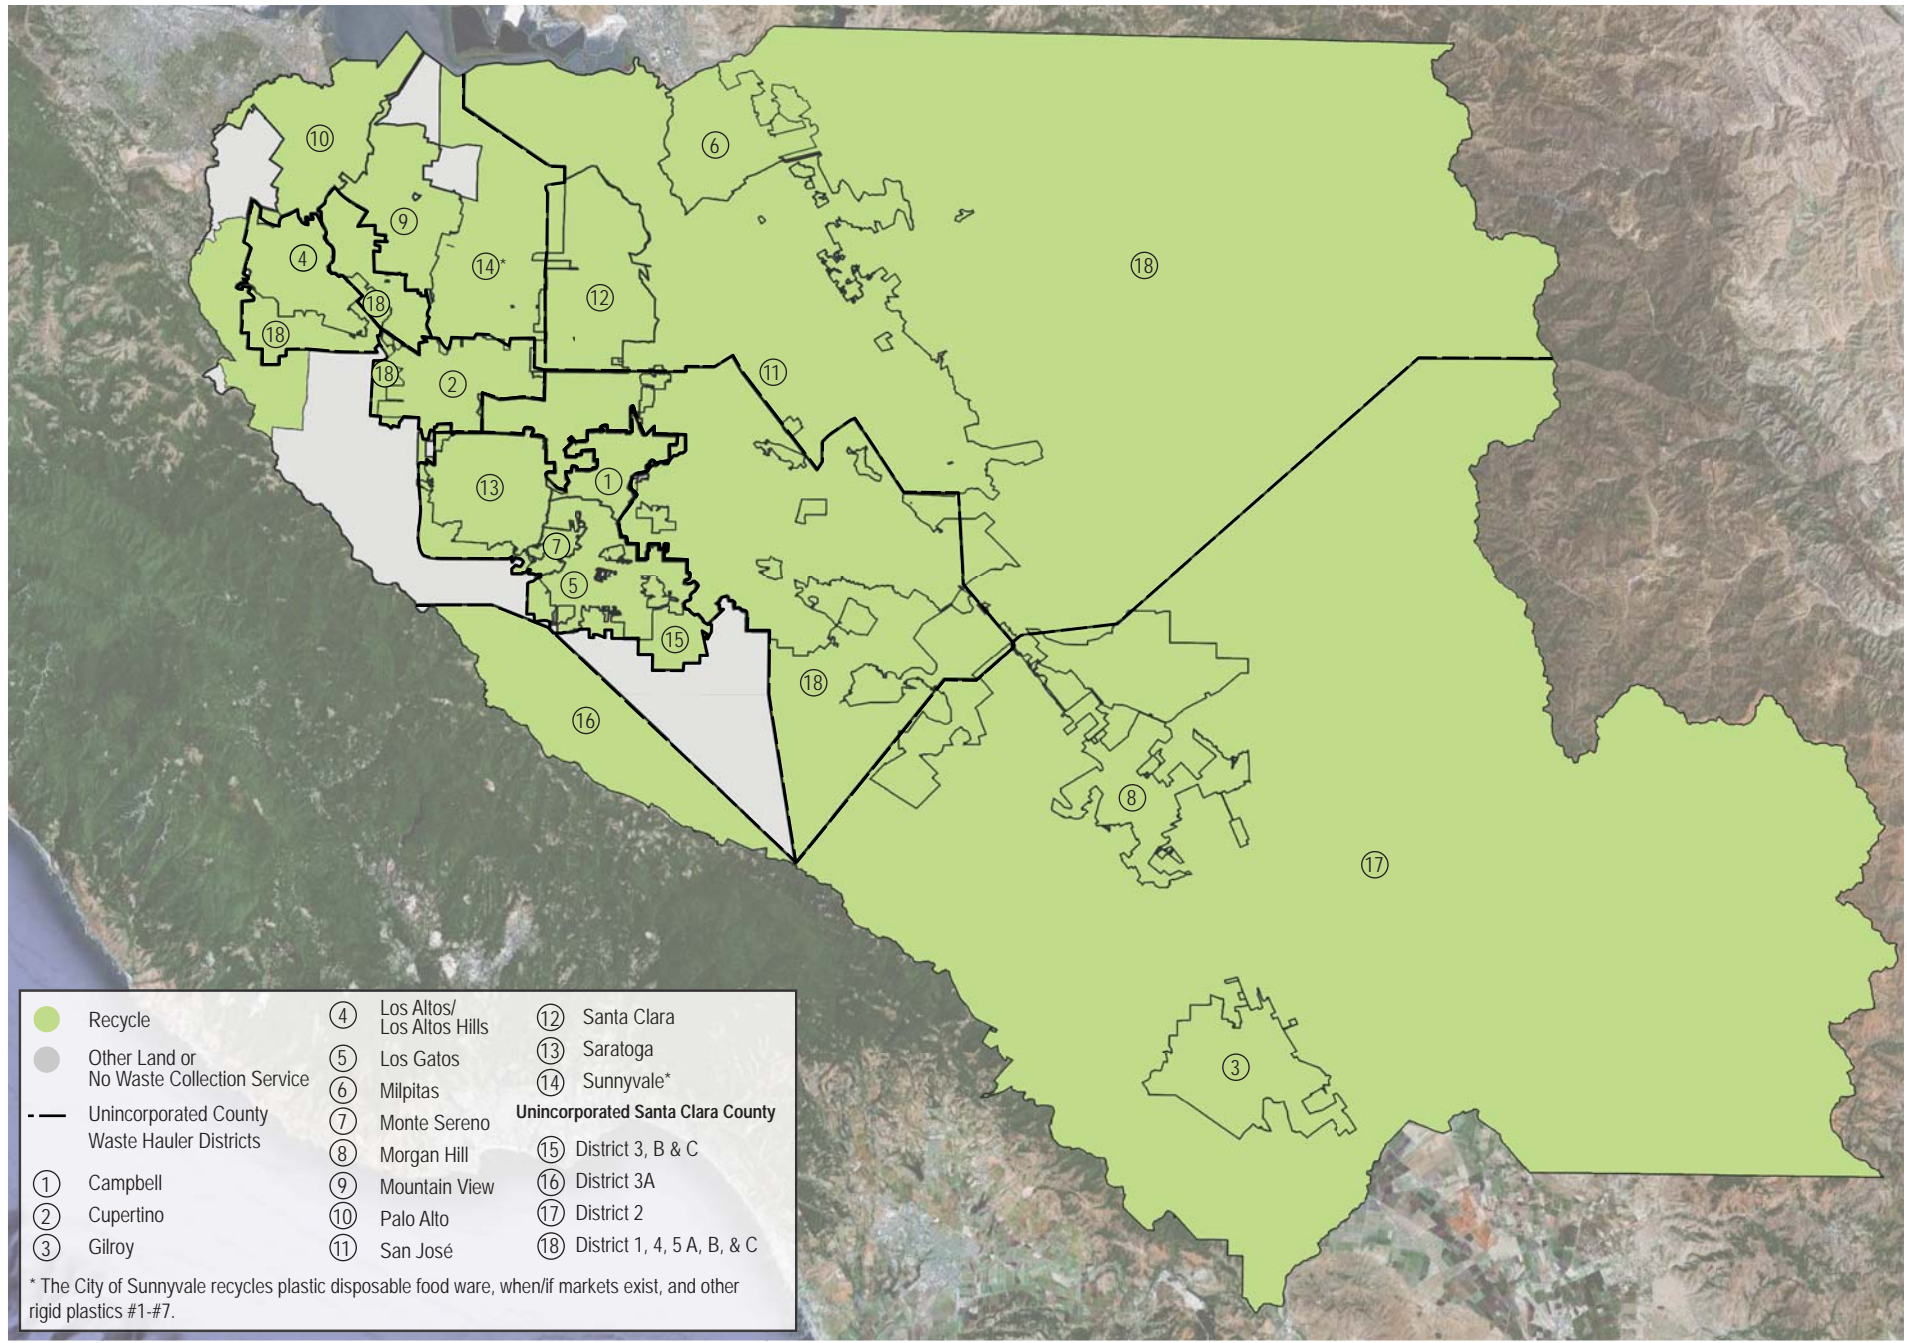 10
6
9
4
14*
18
12
18
18
11
18
2
1
13
7
5
15
18
16
8
17
3
Recycle
Other Land or
No Waste Collection Service
Unincorporated County
Waste Hauler Districts
1 Campbell
2 Cupertino
3 Gilroy
4 Los Altos/
Los Altos Hills
5 Los Gatos
6 Milpitas
7 Monte Sereno
8 Morgan Hill
9 Mountain View
10 Palo Alto
11 San José
12 Santa Clara
13 Saratoga
14 Sunnyvale*
Unincorporated Santa Clara County
15 District 3, B & C
16 District 3A
17 District 2
18 District 1, 4, 5 A, B, & C
* The City of Sunnyvale recycles plastic disposable food ware, when/if markets exist, and other
rigid plastics #1-#7.